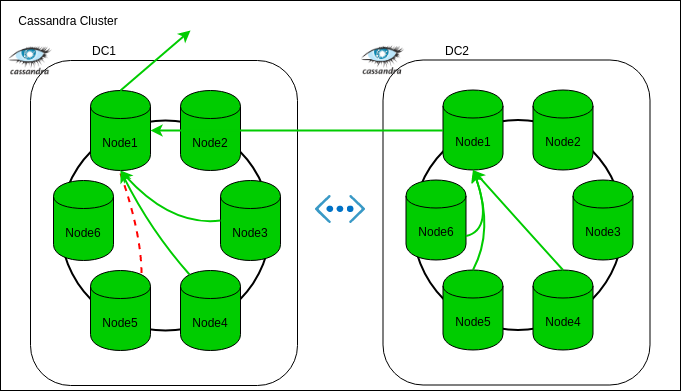 Cassandra Cluster
DC1
DC2
cassandra
cassandra
Node1
Node2
Node1
Node2
Node6
Node3
Node6
Node3
Node5
Node4
Node5
Node4